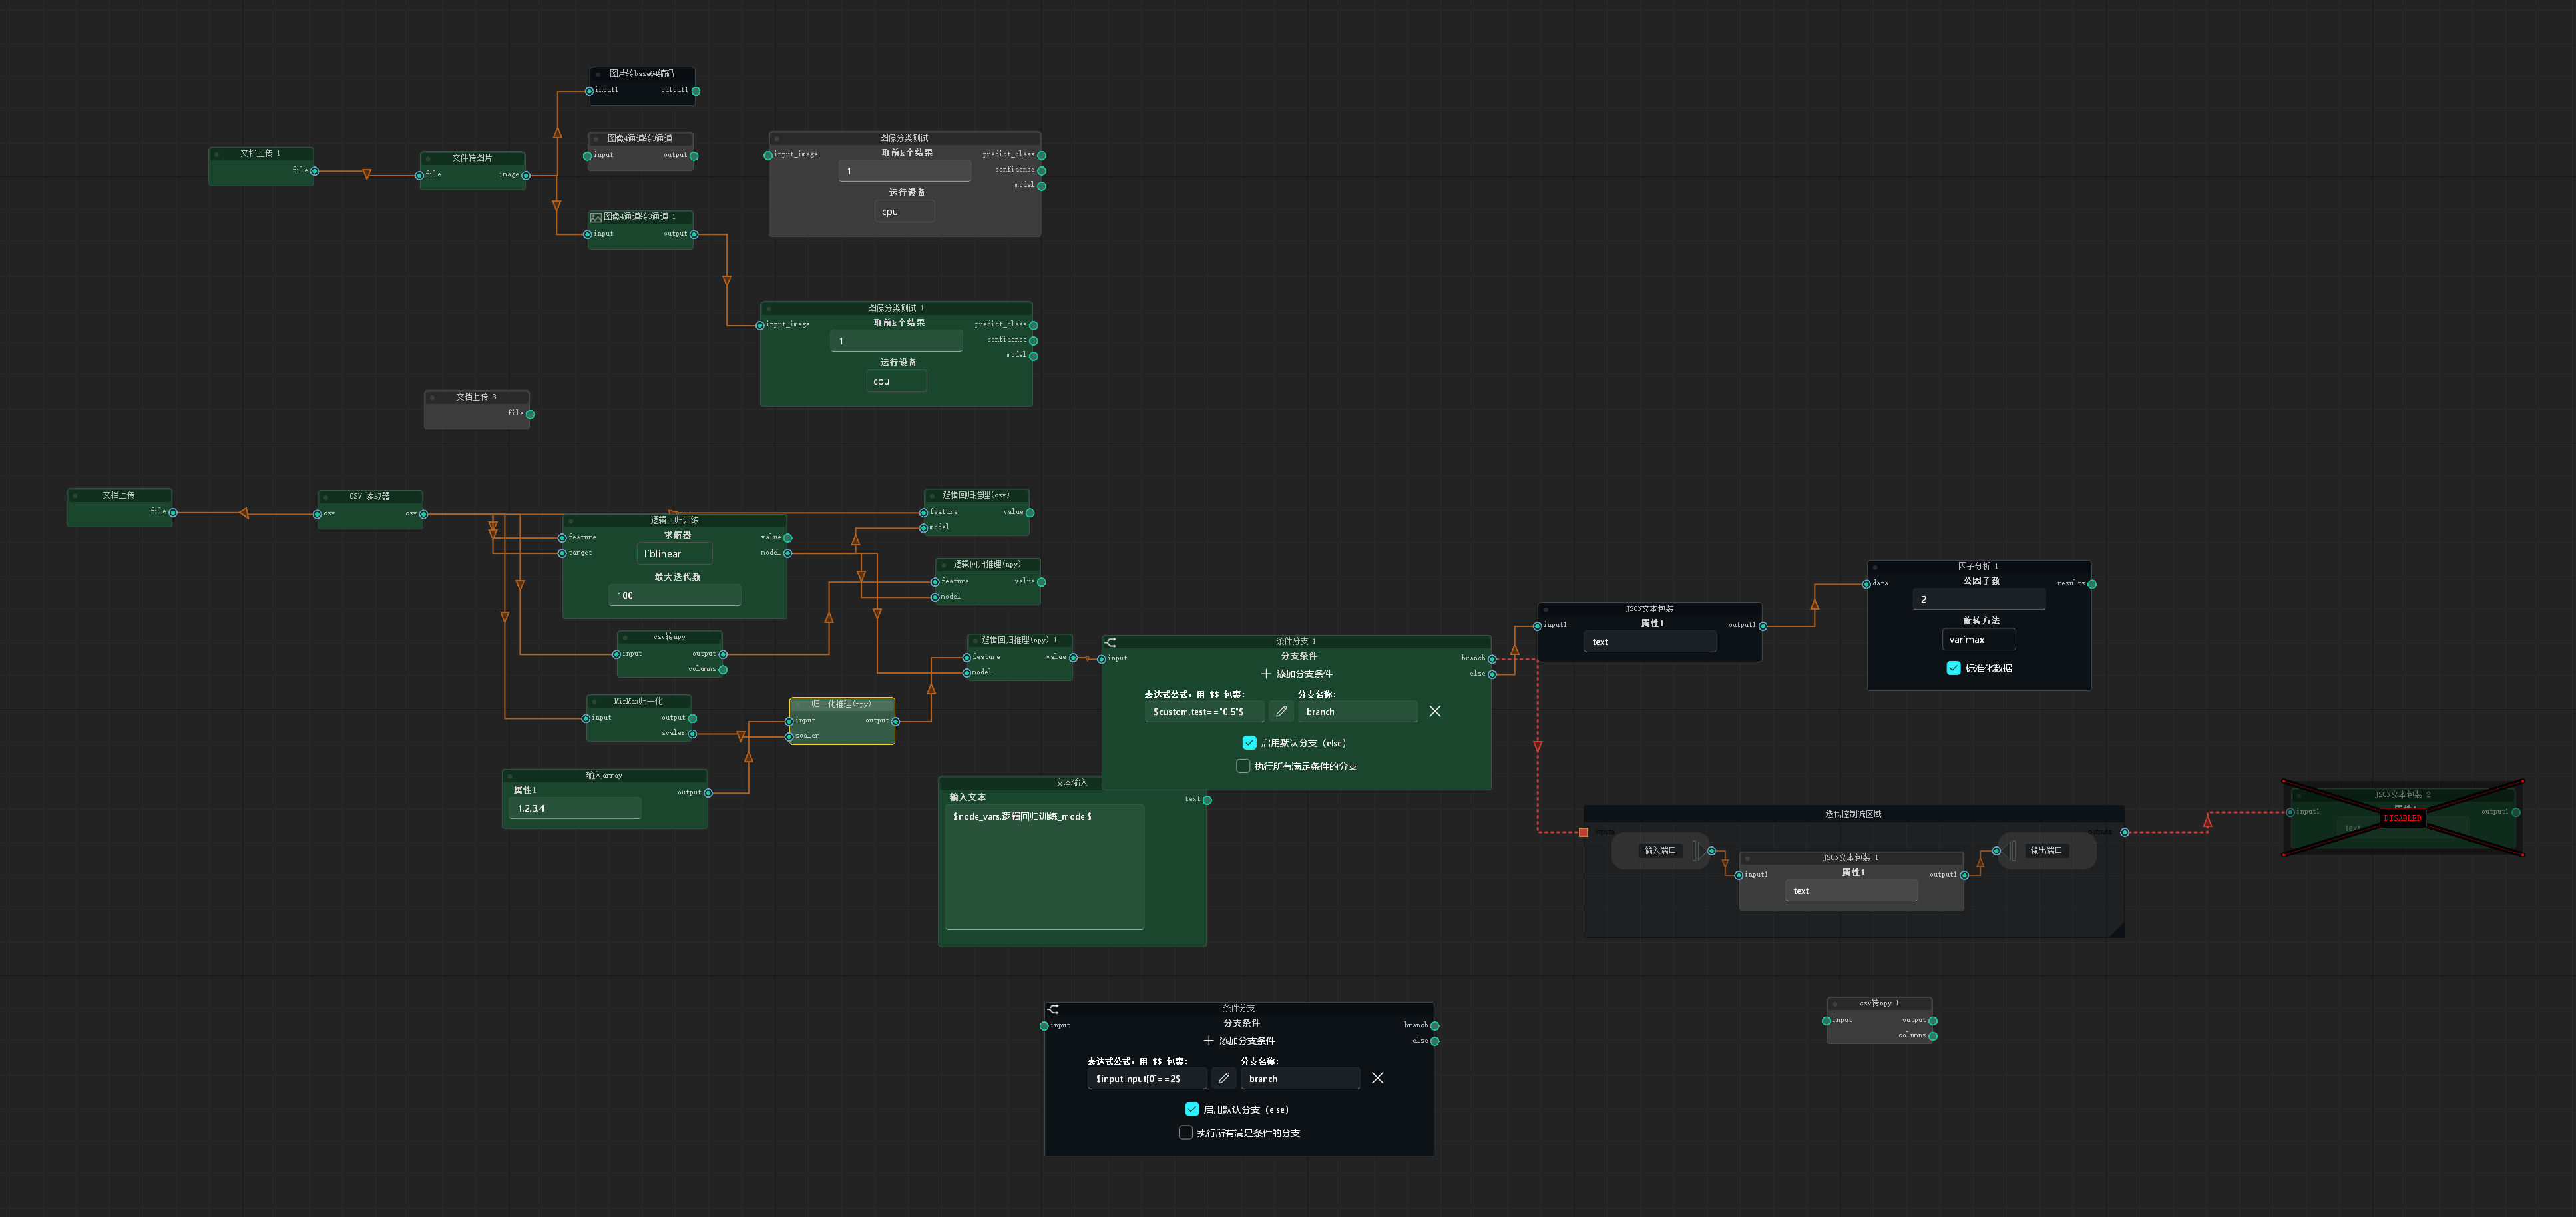 图片转base64编码
input1 output1
图像4通道转3通道
input output
文档上传 1
file
文件转图片
file image
图像4通道转3通道 1
input output
图像分类测试
input_image 取前k个结果 predict_class
1 confidence
model
运行设备
cpu
图像分类测试 1
input_image 取前k个结果 predict_class
1 confidence
model
运行设备
cpu
文档上传 3
file
文档上传
file
CSV 读取器
csv csv
逻辑回归训练
feature 求解器 value
target liblinear model
最大迭代数
100
逻辑回归推理(csv)
feature value
model
逻辑回归推理(npy)
feature value
model
csv转npy
input output
columns
逻辑回归推理(npy) 1
feature value
model
MinMax归一化
input output
scaler
归一化推理(npy)
input output
scaler
输入array
属性1 output
1,2,3,4
文本输入
输入文本 text
$node_vars.逻辑回归训练_model$
条件分支 1
input 分支条件 branch
添加分支条件 else
表达式公式，用 $$ 包裹： 分支名称：
$custom.test=="0.5"$ branch
启用默认分支（else）
执行所有满足条件的分支
JSON文本包装
input1 属性1 output1
text
因子分析 1
data 公因子数 results
2
旋转方法
varimax
标准化数据
迭代控制流区域
inputs outputs
输入端口 输出端口
JSON文本包装 1
input1 属性1 output1
text
JSON文本包装 2
input1 属性1 output1
text
DISABLED
条件分支
input 分支条件 branch
添加分支条件 else
表达式公式，用 $$ 包裹： 分支名称：
$input.input[0]==2$ branch
启用默认分支（else）
执行所有满足条件的分支
csv转npy 1
input output
columns